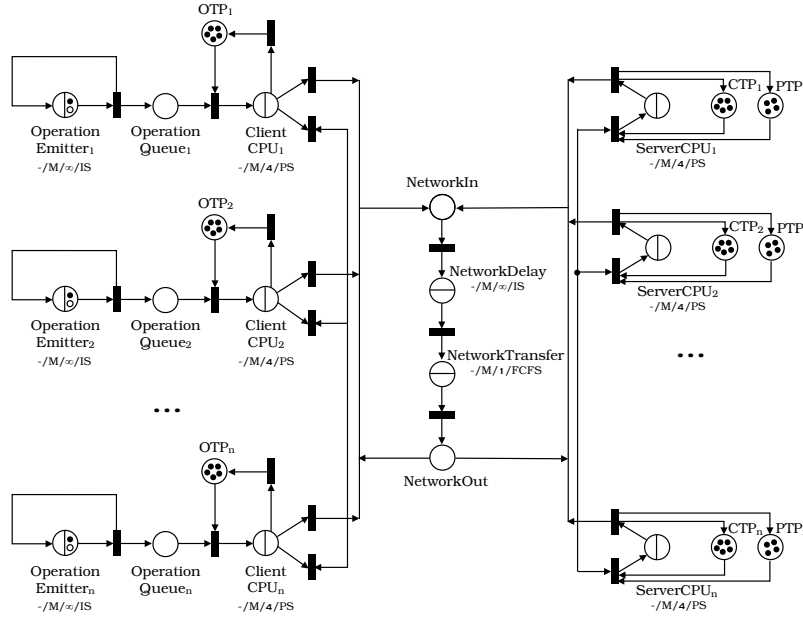 OTP₁
Operation
Emitter₁
-/M/∞/IS
Operation
Queue₁
Client
CPU₁
-/M/4/PS
OTP₂
Operation
Emitter₂
-/M/∞/IS
Operation
Queue₂
Client
CPU₂
-/M/4/PS
...
OTPₙ
Operation
Emitterₙ
-/M/∞/IS
Operation
Queueₙ
Client
CPUₙ
-/M/4/PS
NetworkIn
NetworkDelay
-/M/∞/IS
NetworkTransfer
-/M/1/FCFS
NetworkOut
CTP₁
PTP
ServerCPU₁
-/M/4/PS
CTP₂
PTP
ServerCPU₂
-/M/4/PS
...
CTPₙ
PTP
ServerCPUₙ
-/M/4/PS